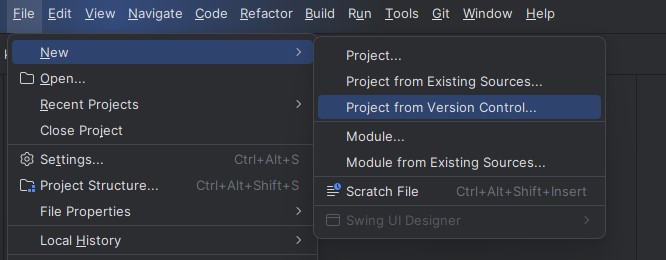 File Edit View Navigate Code Refactor Build Run Tools Git Window Help
New
Open...
Recent Projects
Close Project
Settings... Ctrl+Alt+S
Project Structure... Ctrl+Alt+Shift+S
File Properties
Local History
Project...
Project from Existing Sources...
Project from Version Control...
Module...
Module from Existing Sources...
Scratch File Ctrl+Alt+Shift+Insert
Swing UI Designer